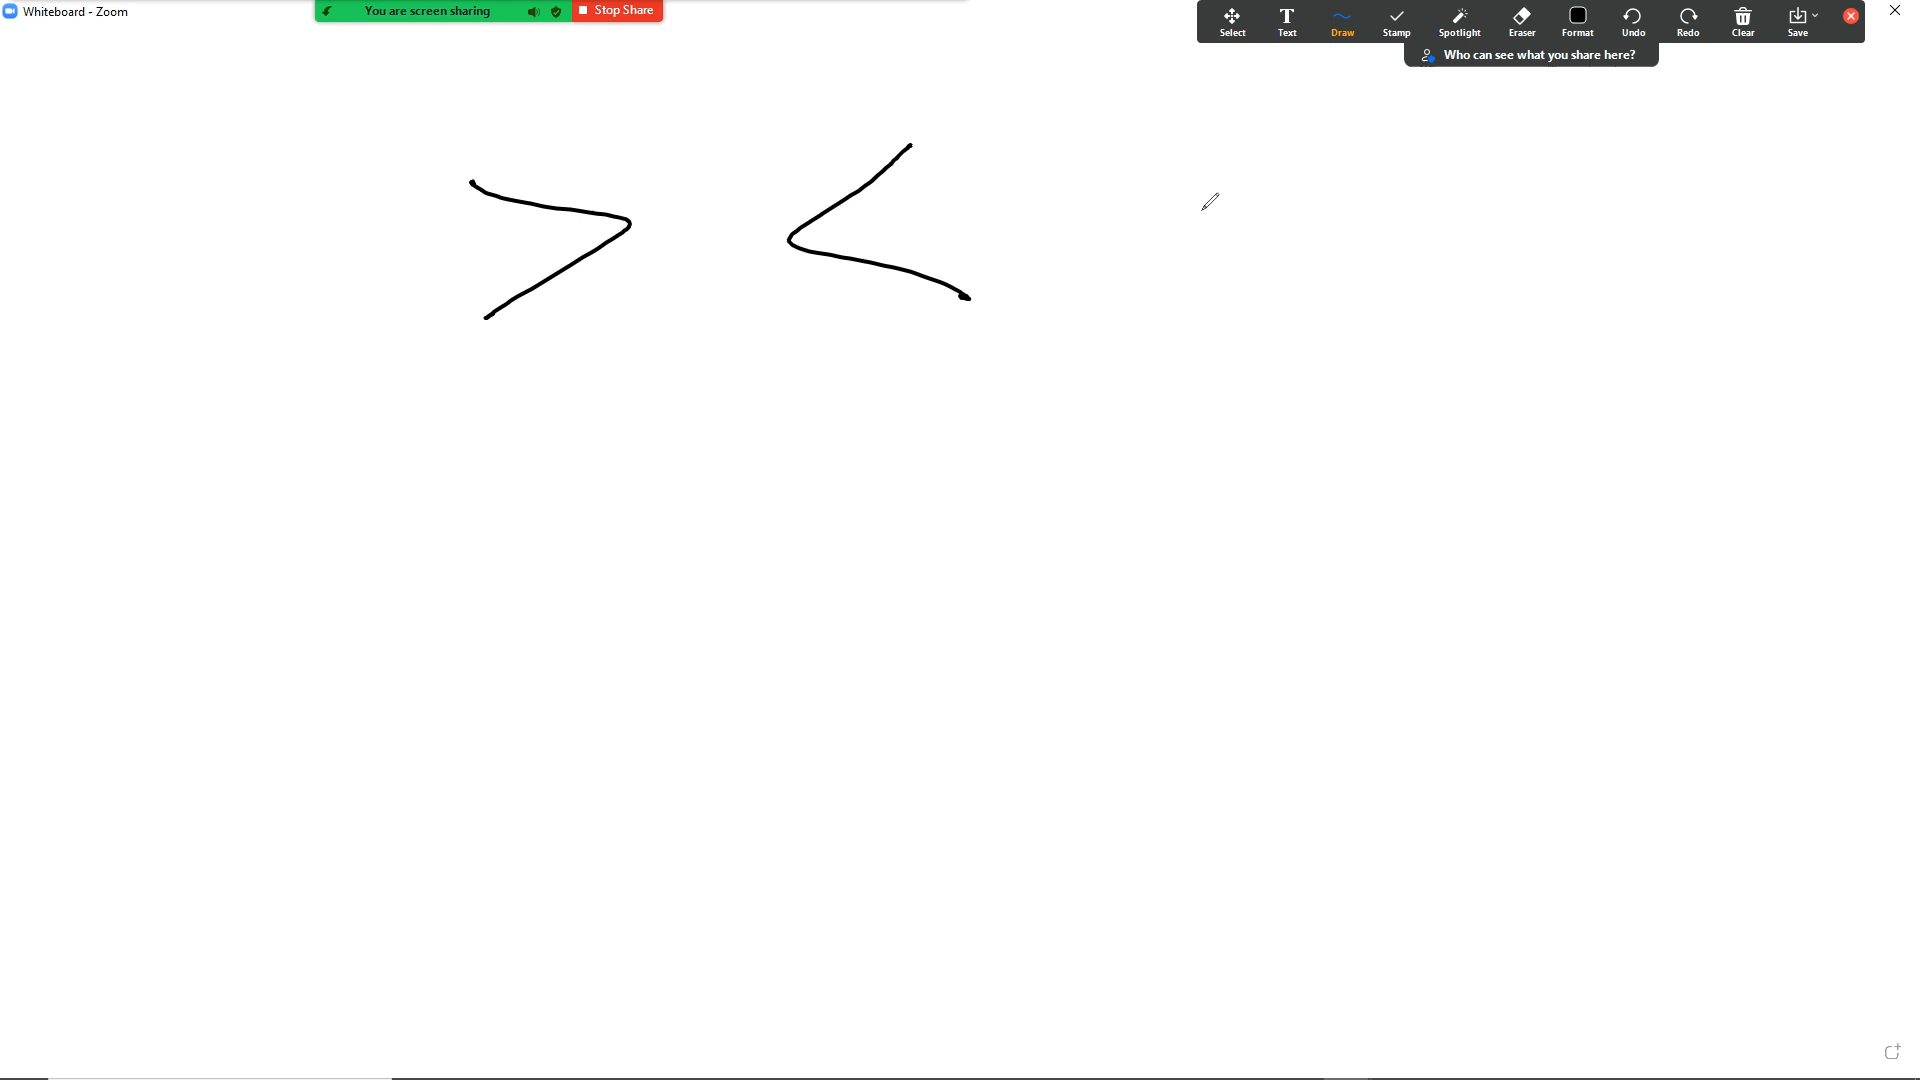 Whiteboard - Zoom You are screen sharing Stop Share
Select Text Draw Stamp Spotlight Eraser Format Undo Redo Clear Save
Who can see what you share here?
> <